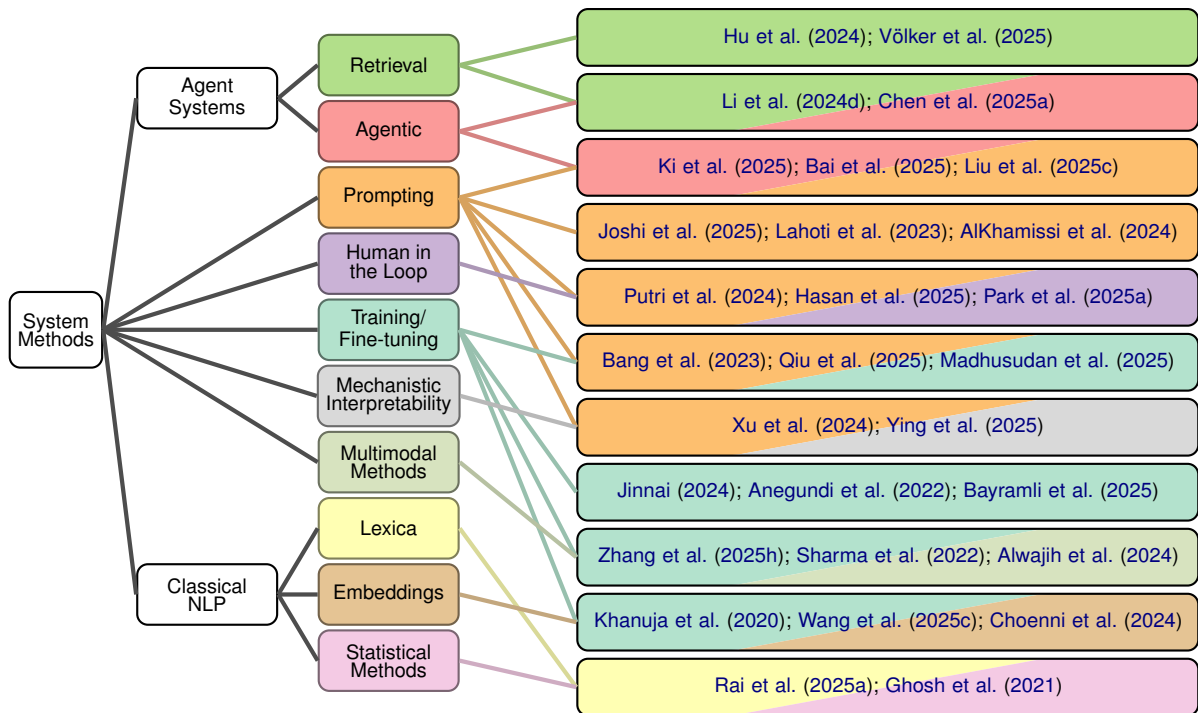 System
Methods
Agent
Systems
Classical
NLP
Retrieval
Agentic
Prompting
Human in
the Loop
Training/
Fine-tuning
Mechanistic
Interpretability
Multimodal
Methods
Lexica
Embeddings
Statistical
Methods
Hu et al. (2024); Völker et al. (2025)
Li et al. (2024d); Chen et al. (2025a)
Ki et al. (2025); Bai et al. (2025); Liu et al. (2025c)
Joshi et al. (2025); Lahoti et al. (2023); AlKhamissi et al. (2024)
Putri et al. (2024); Hasan et al. (2025); Park et al. (2025a)
Bang et al. (2023); Qiu et al. (2025); Madhusudan et al. (2025)
Xu et al. (2024); Ying et al. (2025)
Jinnai (2024); Anegundi et al. (2022); Bayramli et al. (2025)
Zhang et al. (2025h); Sharma et al. (2022); Alwajih et al. (2024)
Khanuja et al. (2020); Wang et al. (2025c); Choenni et al. (2024)
Rai et al. (2025a); Ghosh et al. (2021)